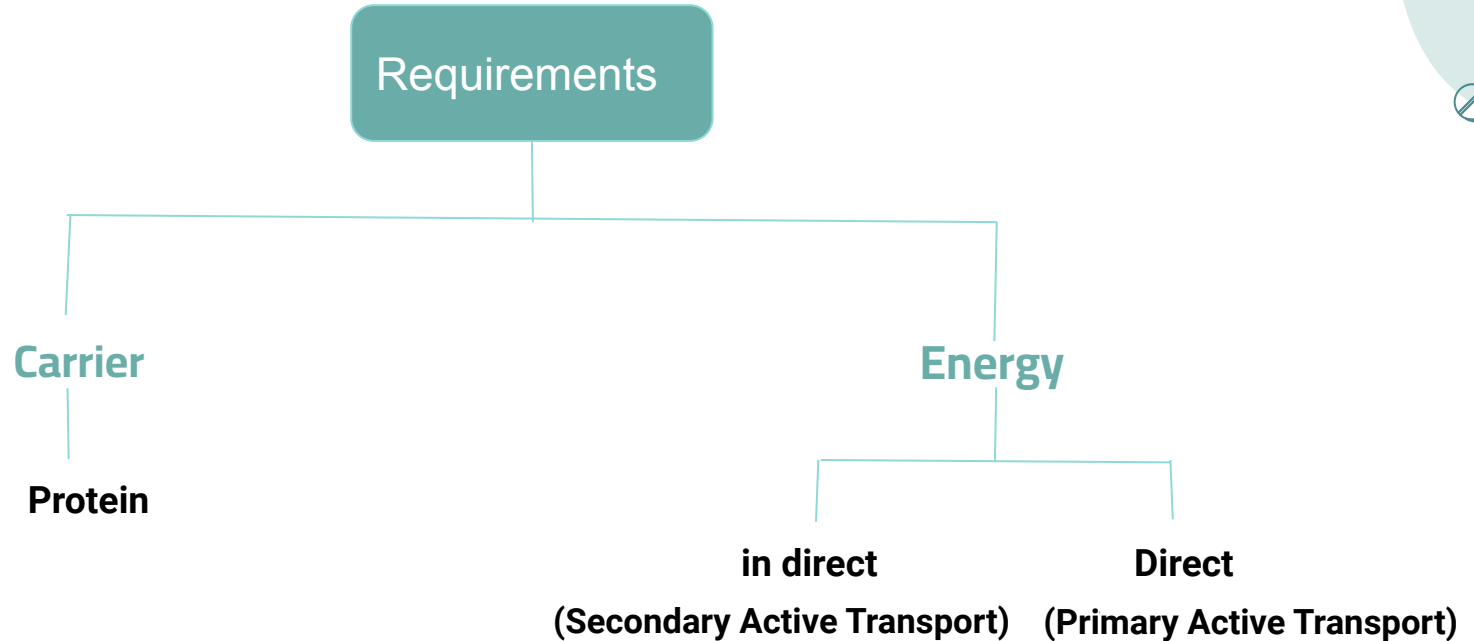 Requirements
Carrier
Energy
Protein
in direct
(Secondary Active Transport)
Direct
(Primary Active Transport)